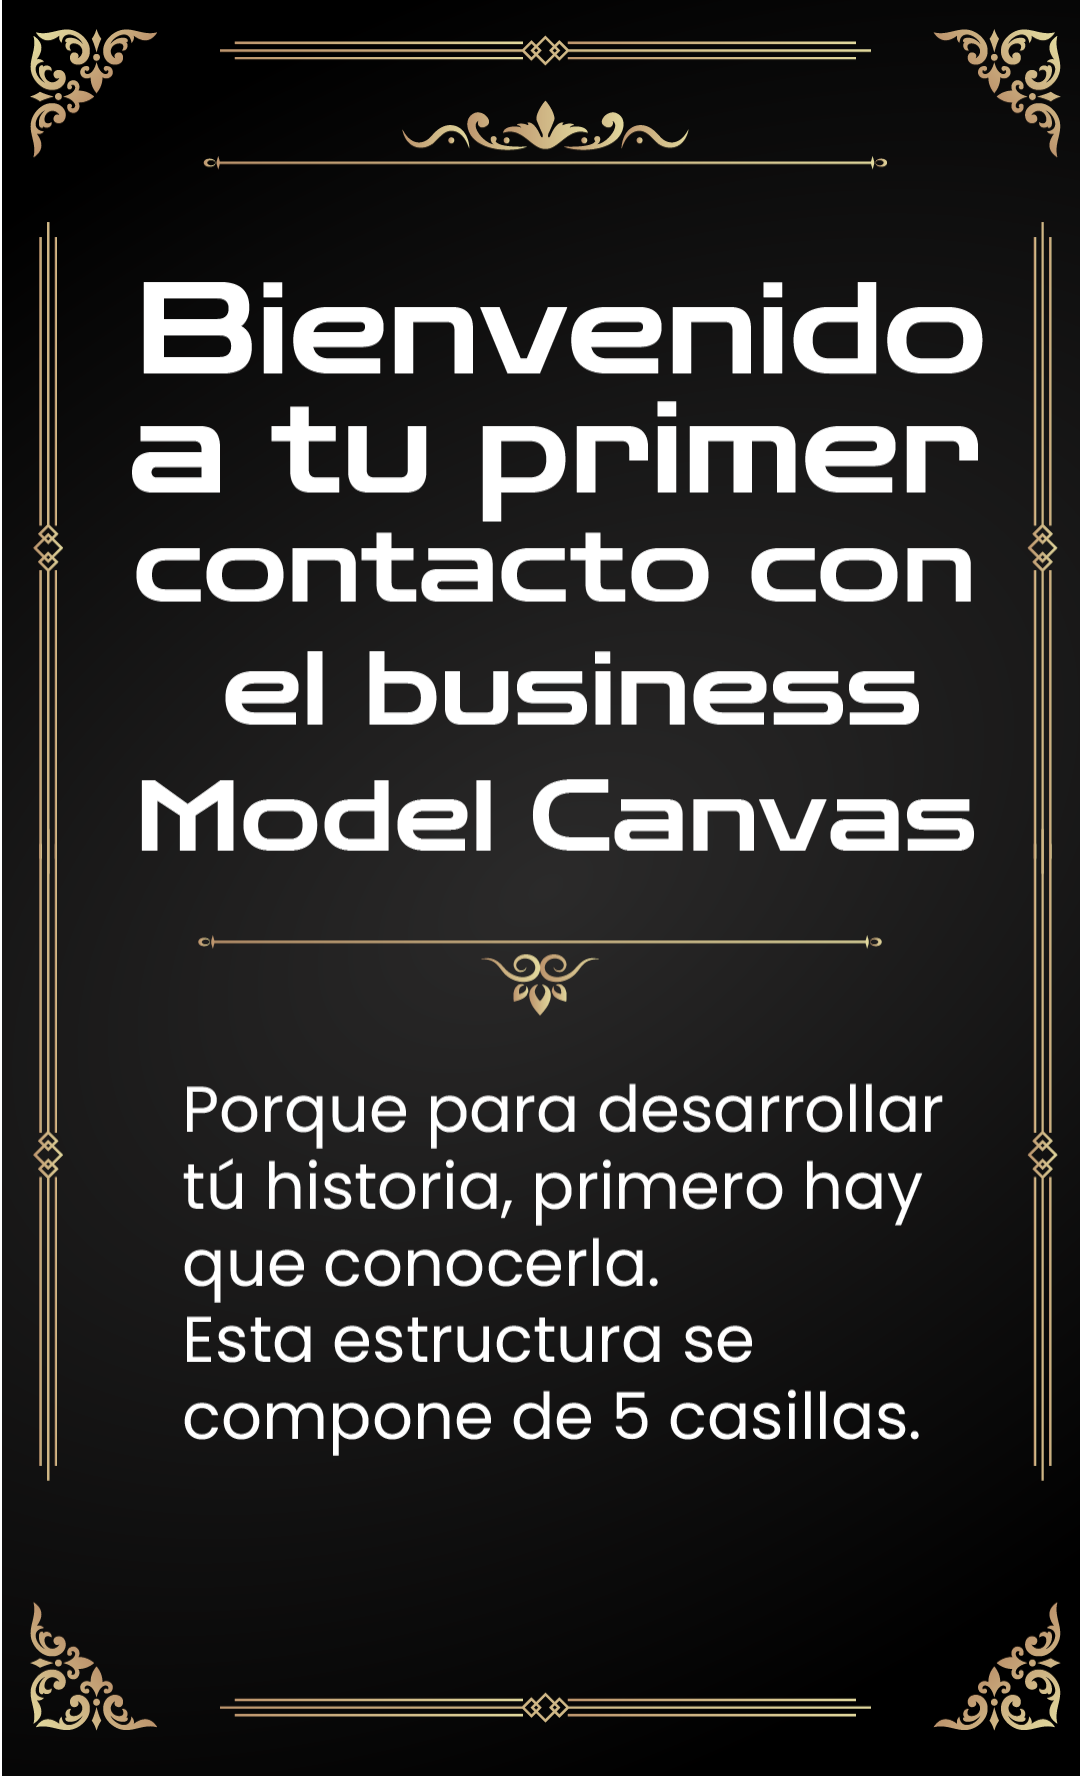 Bienvenido
a tu primer
contacto con
el business
Model Canvas
Porque para desarrollar
tú historia, primero hay
que conocerla.
Esta estructura se
compone de 5 casillas.